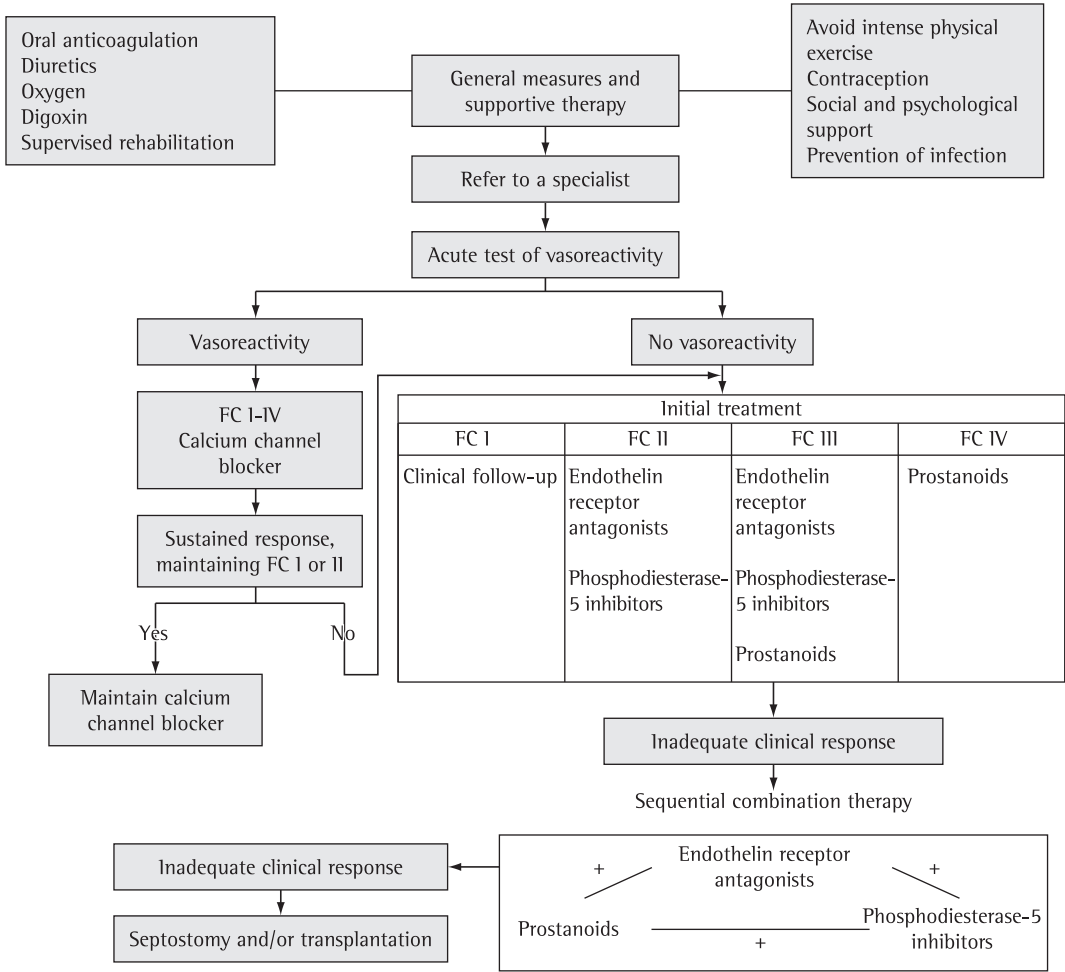 Oral anticoagulation
Diuretics
Oxygen
Digoxin
Supervised rehabilitation
General measures and
supportive therapy
Avoid intense physical
exercise
Contraception
Social and psychological
support
Prevention of infection
Refer to a specialist
Acute test of vasoreactivity
Vasoreactivity
No vasoreactivity
FC I-IV
Calcium channel
blocker
Sustained response,
maintaining FC I or II
Yes
No
Maintain calcium
channel blocker
Initial treatment
FC I
Clinical follow-up
FC II
Endothelin
receptor
antagonists
Phosphodiesterase-
5 inhibitors
FC III
Endothelin
receptor
antagonists
Phosphodiesterase-
5 inhibitors
Prostanoids
FC IV
Prostanoids
Inadequate clinical response
Sequential combination therapy
Endothelin receptor
antagonists
+
+
Prostanoids
Phosphodiesterase-5
inhibitors
+
Inadequate clinical response
Septostomy and/or transplantation